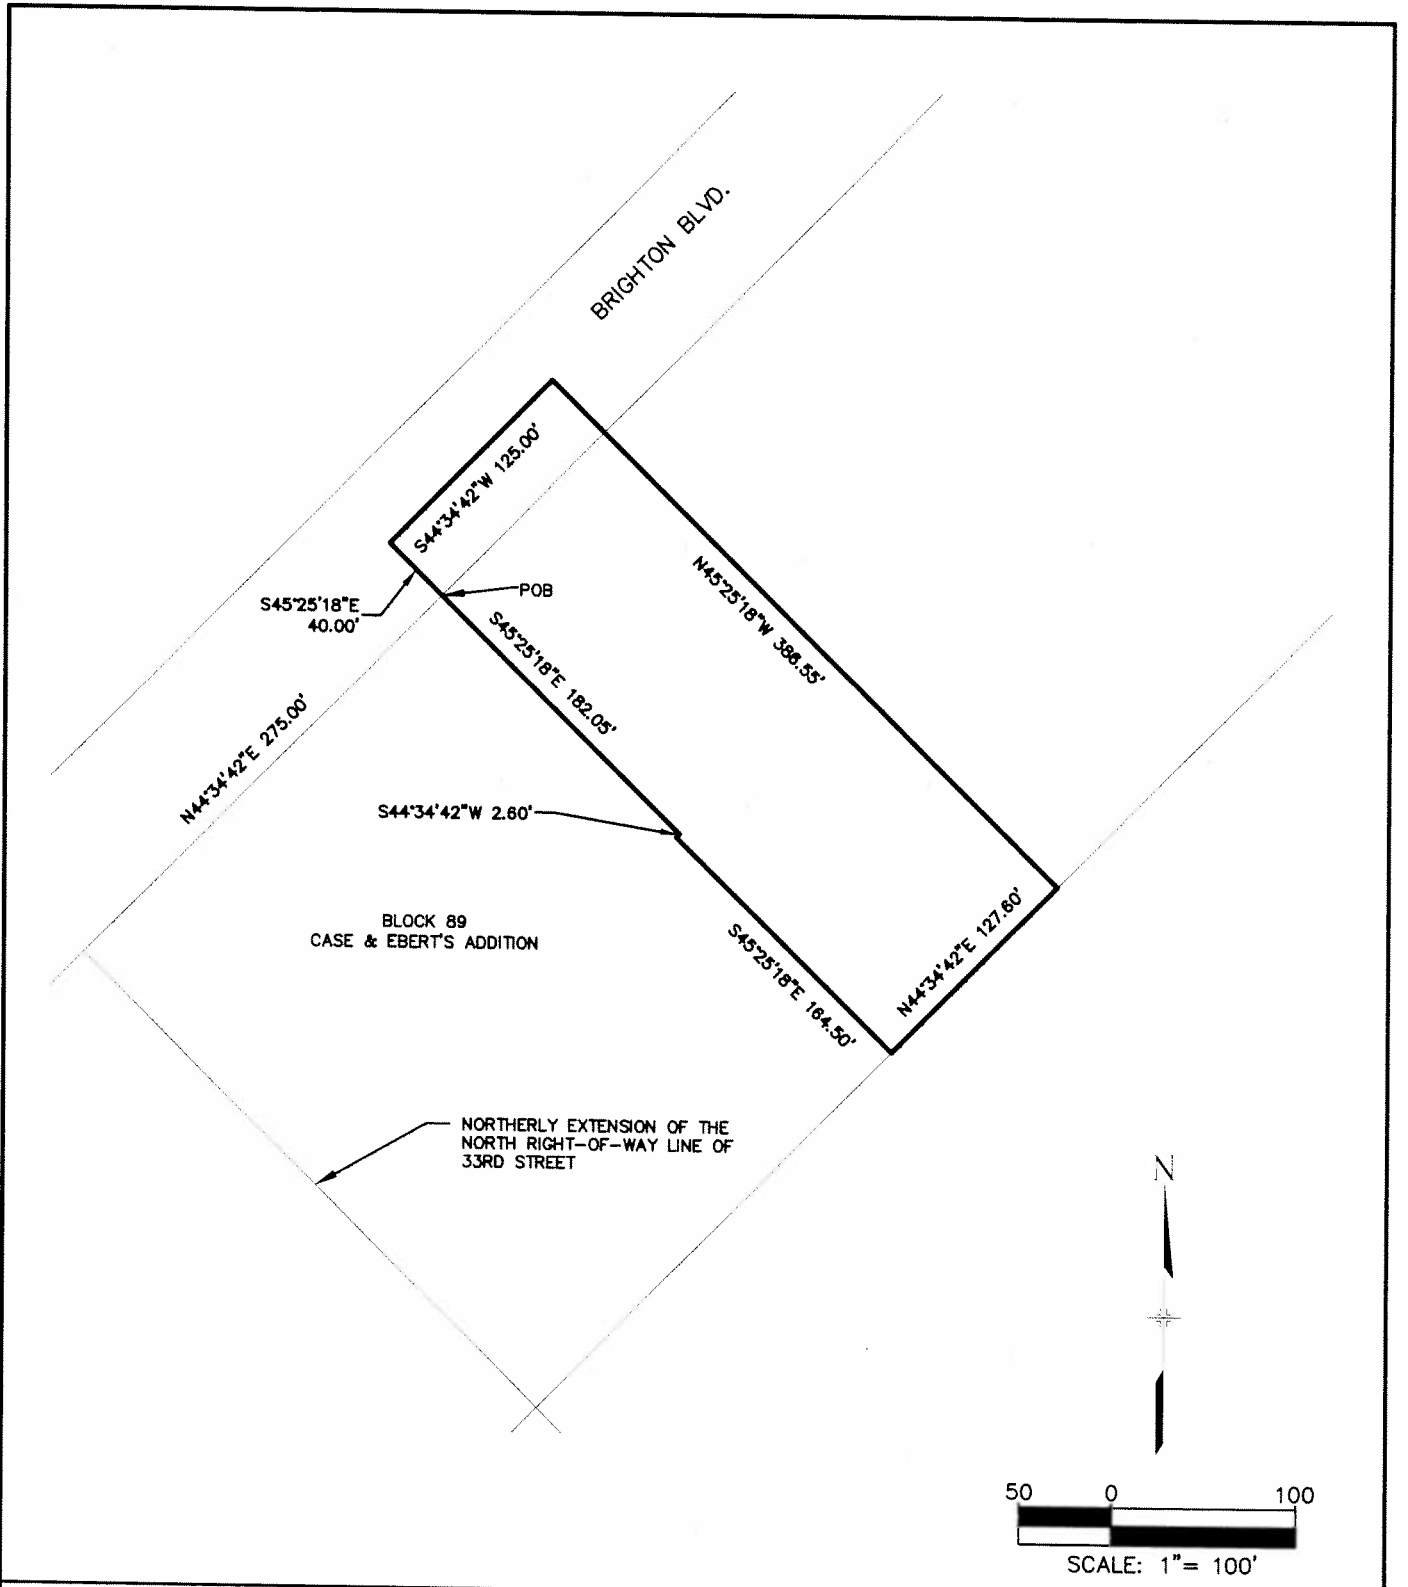 BRIGHTON BLVD.
S44°34'42"W 125.00'
POB
S45°25'18"E
40.00'
N45°25'18"W 386.55'
S45°25'18"E 182.05'
N44°34'42"E 275.00'
S44°34'42"W 2.60'
BLOCK 89
CASE & EBERT'S ADDITION
N44°34'42"E 127.60'
S45°25'18"E 164.50'
NORTHERLY EXTENSION OF THE
NORTH RIGHT-OF-WAY LINE OF
33RD STREET
N
50 0 100
SCALE: 1"= 100'